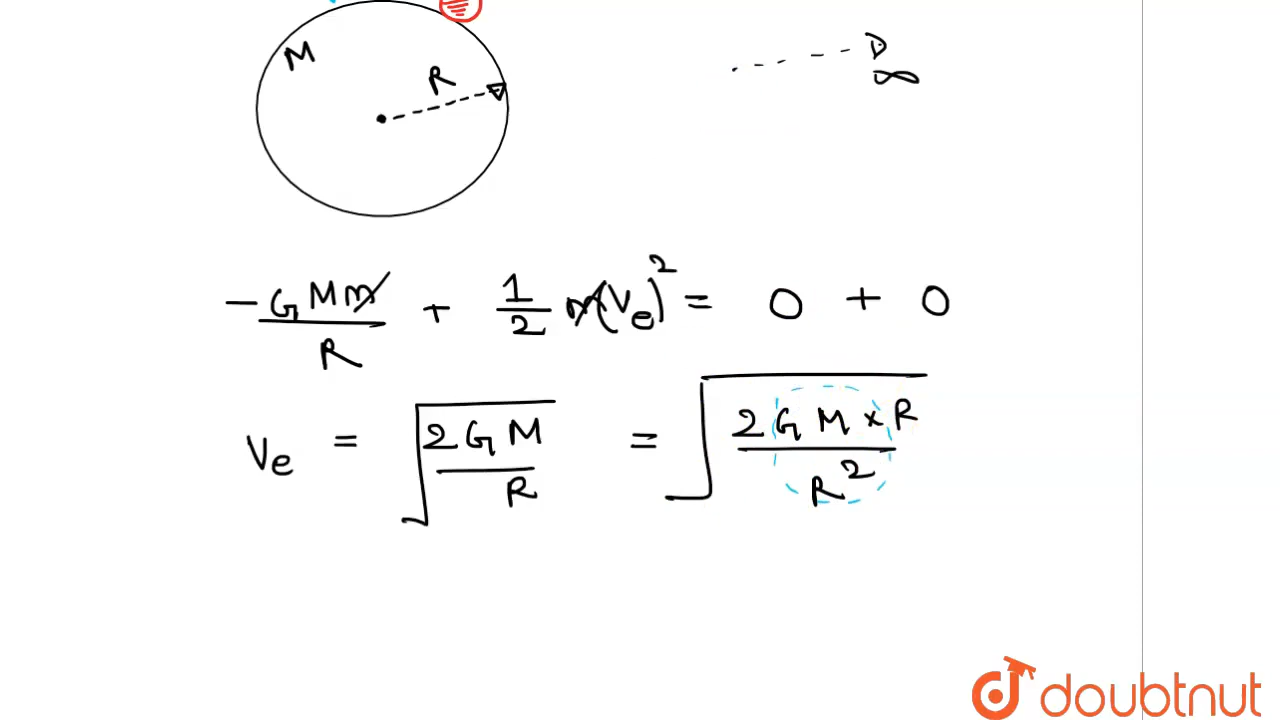 M
R
∞
- GMm/R + 1/2 m(Ve)² = 0 + 0
Ve = √(2GM/R) = √(2GM×R/R²)
doubtnut